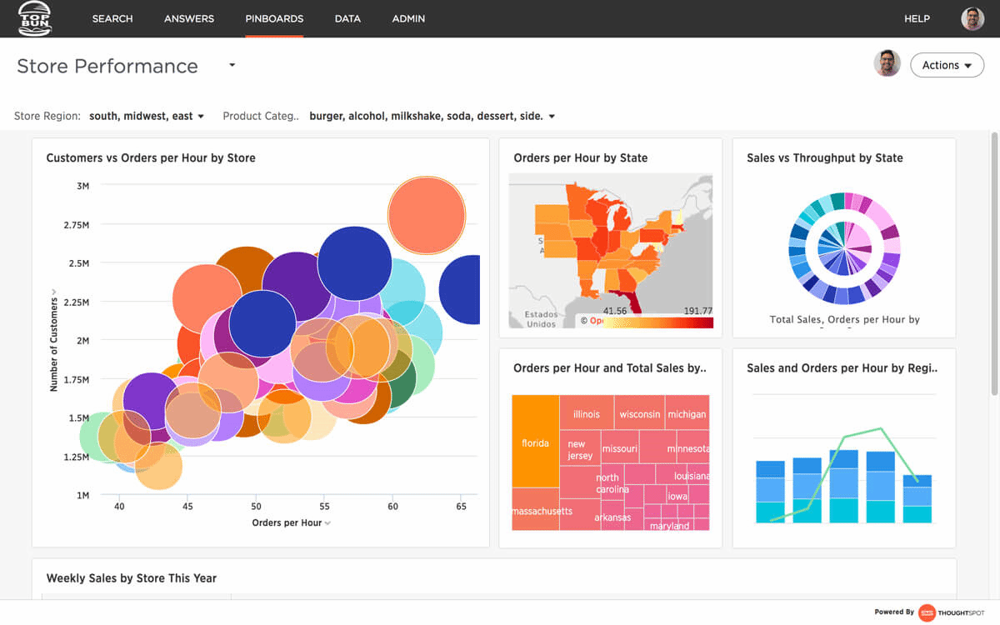 TOP
BUN
SEARCH
ANSWERS
PINBOARDS
DATA
ADMIN
HELP
Store Performance
Actions
Store Region: south, midwest, east
Product Categ.. burger, alcohol, milkshake, soda, dessert, side.
Customers vs Orders per Hour by Store
Number of Customers
3M
2.75M
2.5M
2.25M
2M
1.75M
1.5M
1.25M
1M
40 45 50 55 60 65
Orders per Hour
Orders per Hour by State
S
A
Estados
Unidos
41.56 191.77
© Op
Sales vs Throughput by State
Total Sales, Orders per Hour by
Orders per Hour and Total Sales by..
florida
illinois
wisconsin
michigan
new
jersey
missouri
minnesota
north
carolina
louisiana
iowa
massachusetts
arkansas
maryland
Sales and Orders per Hour by Regi..
Weekly Sales by Store This Year
Powered By
THOUGHTSPOT